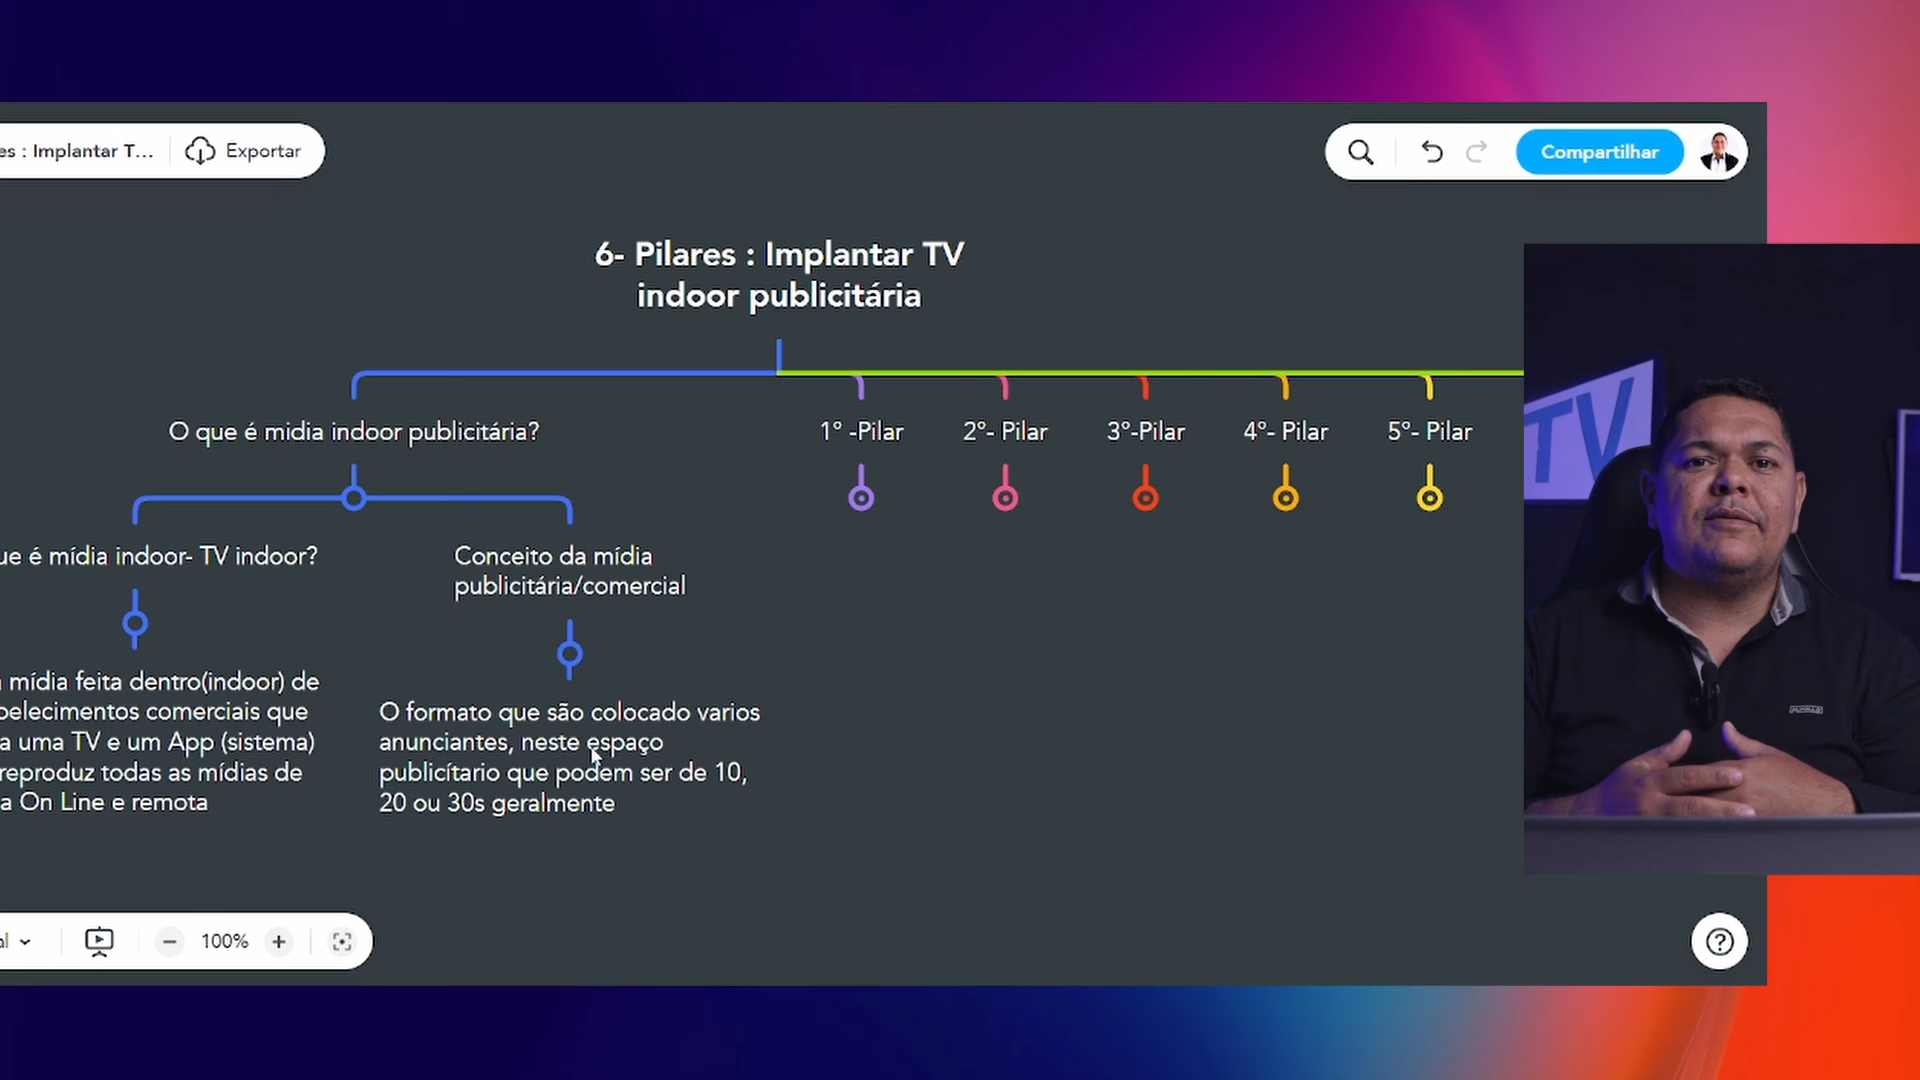 es : Implantar T...
Exportar
Compartilhar
6- Pilares : Implantar TV
indoor publicitária
O que é midia indoor publicitária?
1° -Pilar
2°- Pilar
3°-Pilar
4°- Pilar
5°- Pilar
ue é mídia indoor- TV indoor?
Conceito da mídia
publicitária/comercial
mídia feita dentro(indoor) de
belecimentos comerciais que
a uma TV e um App (sistema)
reproduz todas as mídias de
a On Line e remota
O formato que são colocado varios
anunciantes, neste espaço
publicítario que podem ser de 10,
20 ou 30s geralmente
TV
al
100%